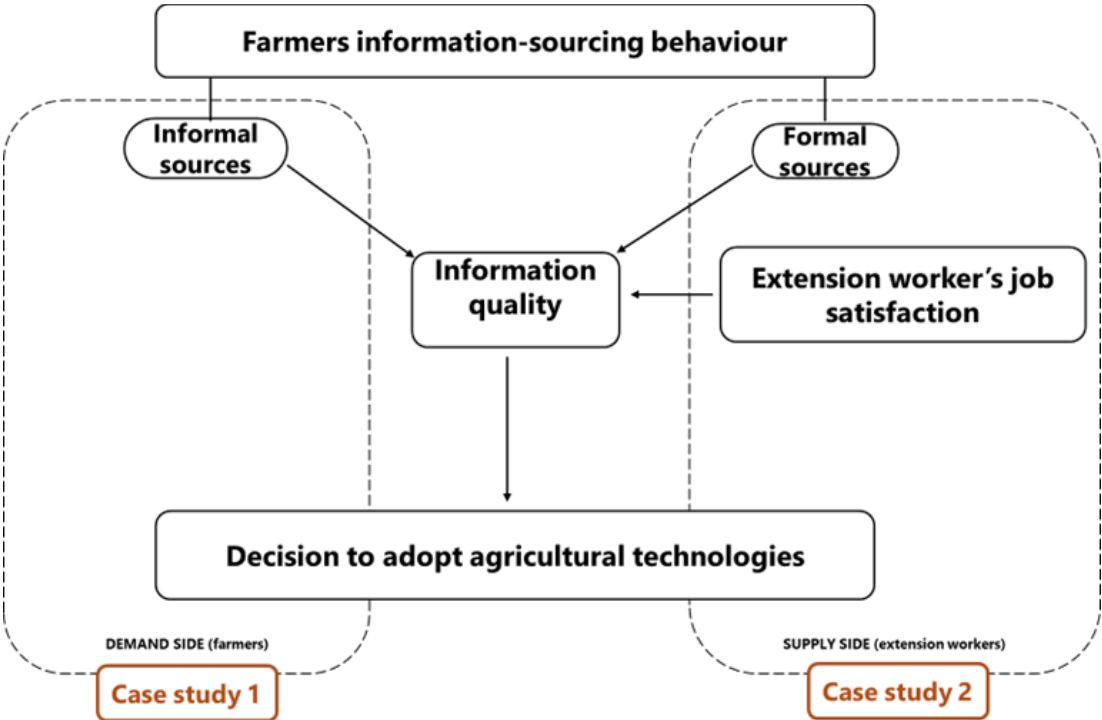 Farmers information-sourcing behaviour
Informal
sources
Formal
sources
Information
quality
Extension worker’s job
satisfaction
Decision to adopt agricultural technologies
DEMAND SIDE (farmers)
SUPPLY SIDE (extension workers)
Case study 1
Case study 2